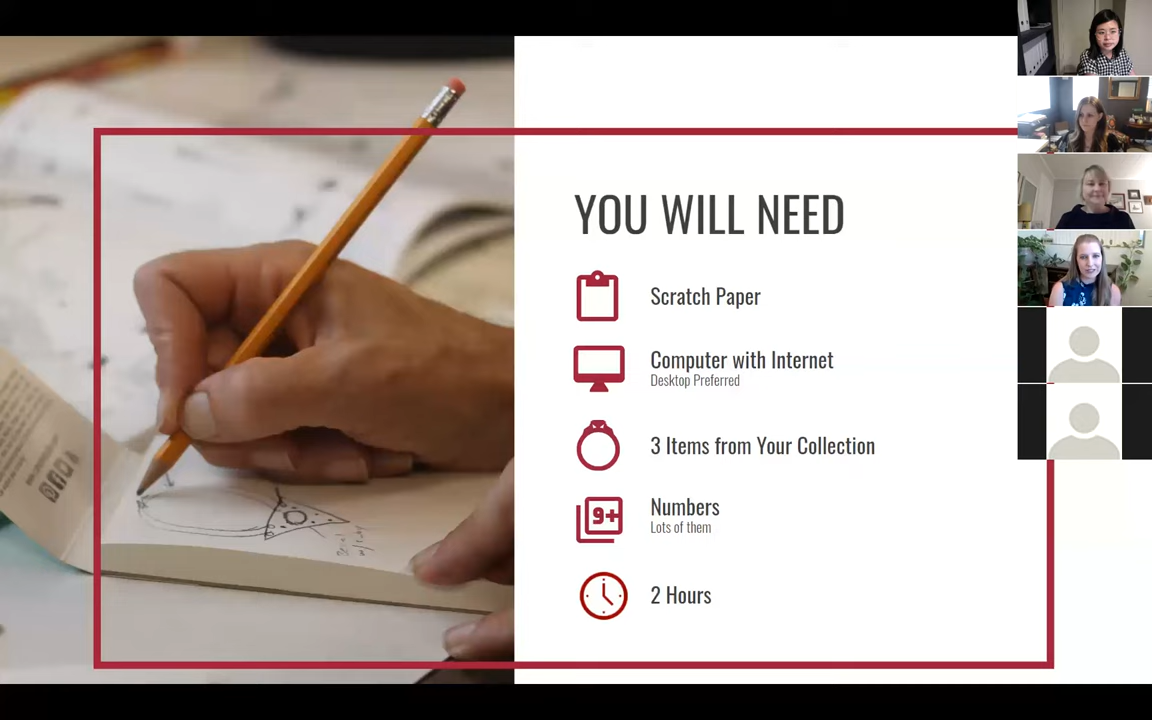 YOU WILL NEED
Scratch Paper
Computer with Internet
Desktop Preferred
3 Items from Your Collection
9+
Numbers
Lots of them
2 Hours